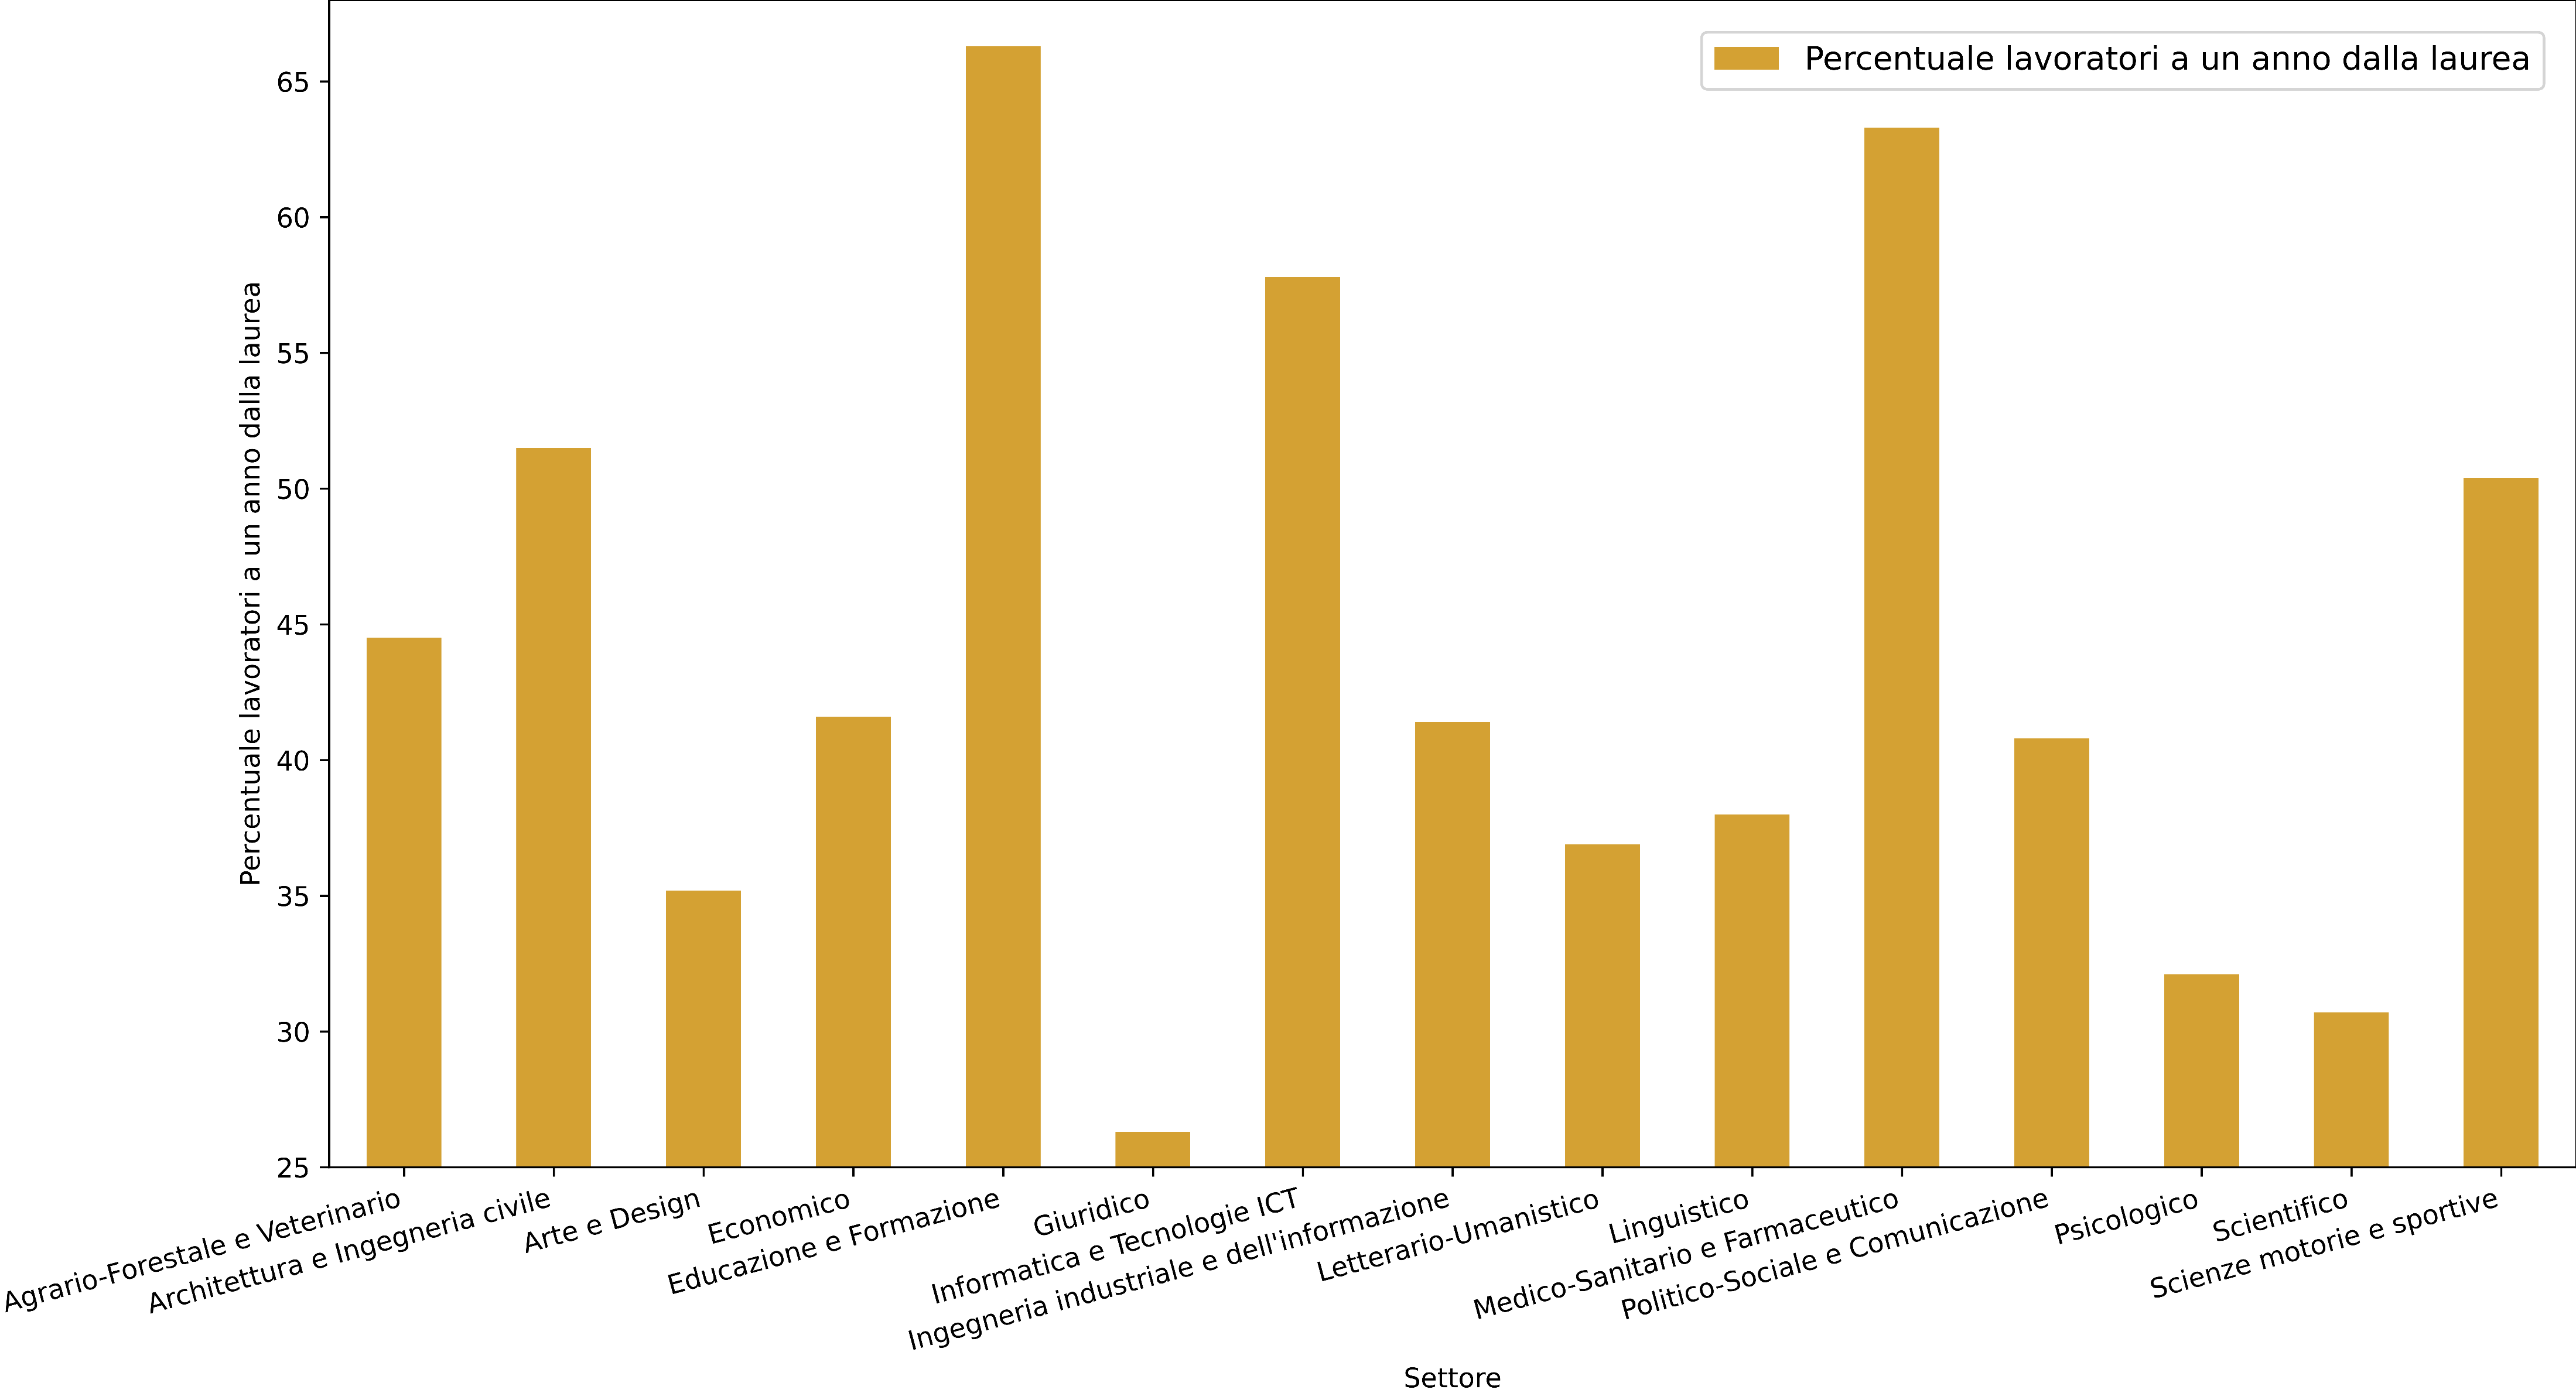 Percentuale lavoratori a un anno dalla laurea
Percentuale lavoratori a un anno dalla laurea
65
60
55
50
45
40
35
30
25
Agrario-Forestale e Veterinario
Architettura e Ingegneria civile
Arte e Design
Economico
Educazione e Formazione
Giuridico
Informatica e Tecnologie ICT
Ingegneria industriale e dell'informazione
Letterario-Umanistico
Linguistico
Medico-Sanitario e Farmaceutico
Politico-Sociale e Comunicazione
Psicologico
Scientifico
Scienze motorie e sportive
Settore